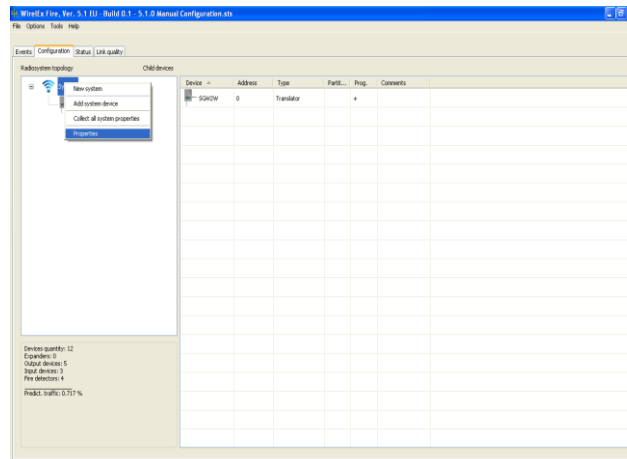 WirelEx Fire, Ver. 5.1 EU - Build 0.1 - 5.1.0 Manual Configuration.sts
File Options Tools Help
Events Configuration Status Link quality
Radiosystem topology Child devices
Device Address Type Partit... Prog. Comments
New system
SGW2W 0 Translator +
Add system device
Collect all system properties
Properties
Devices quantity: 12
Expanders: 0
Output devices: 5
Input devices: 3
Fire detectors: 4
Predict. traffic: 0.717 %